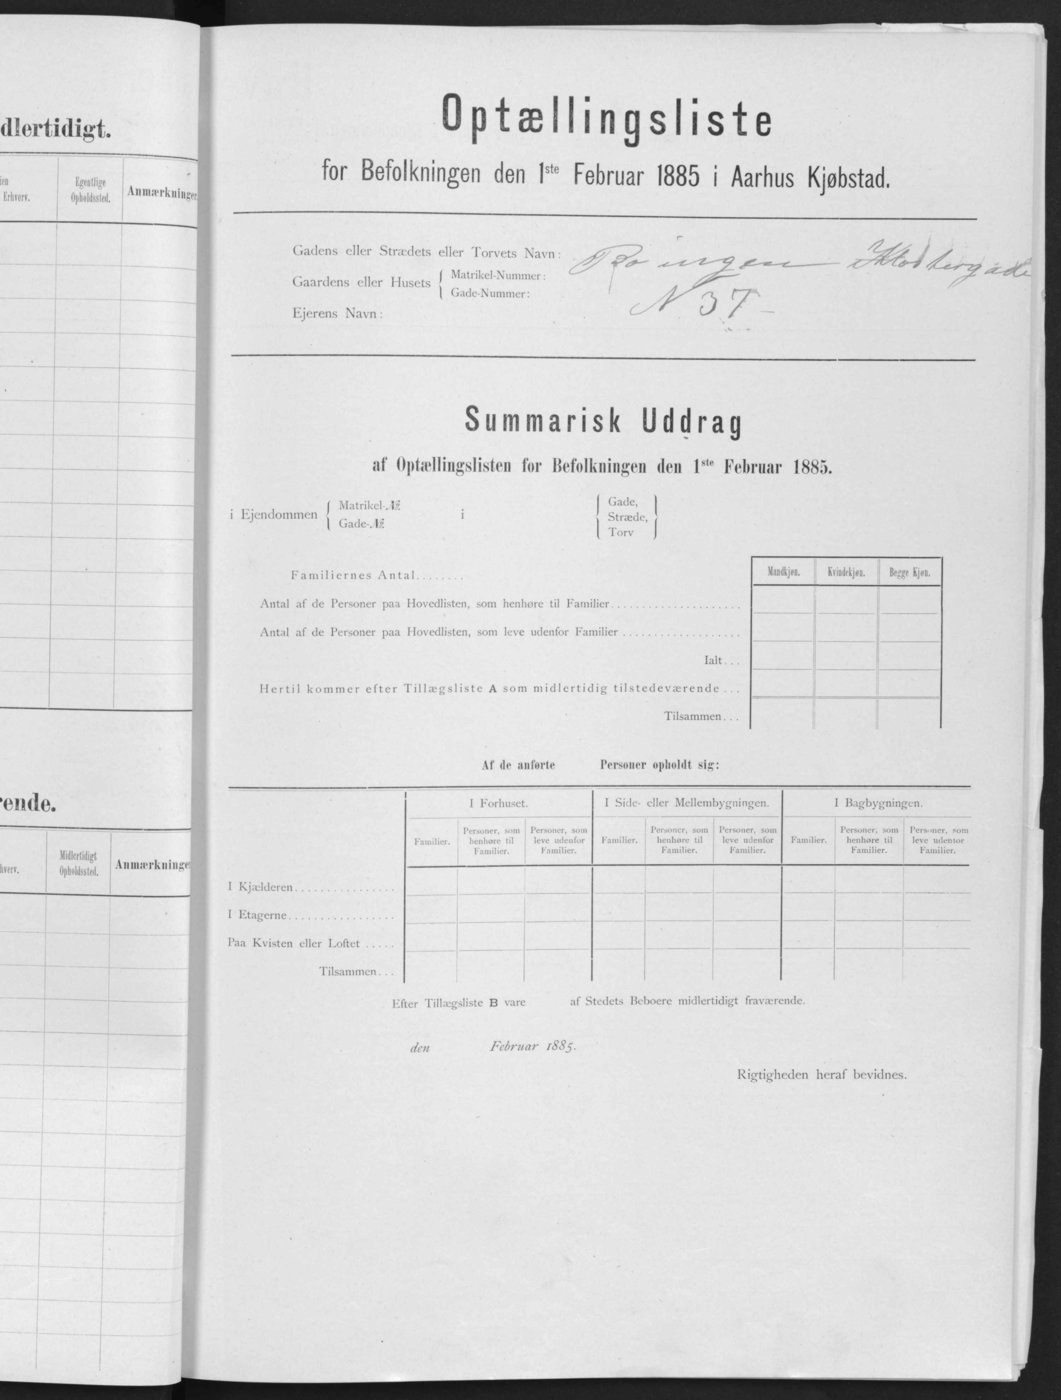 dlertidigt.
Erhverv.
Egentlige
Opholdssted.
Anmærkninger
rende.
hverv.
Midlertidigt
Opholdssted.
Anmærkninge
Optællingsliste
for Befolkningen den 1ste Februar 1885 i Aarhus Kjøbstad.
Gadens eller Strædets eller Torvets Navn:
Gaardens eller Husets { Matrikel-Nummer:
Gade-Nummer:
N 37
Ejerens Navn:
Summarisk Uddrag
af Optællingslisten for Befolkningen den 1ste Februar 1885.
i Ejendommen { Matrikel-№
Gade-№
i
Gade,
Stræde,
Torv
Mandkjøn. Kvindekjøn. Begge Kjøn.
Familiernes Antal........
Antal af de Personer paa Hovedlisten, som henhøre til Familier.....................
Antal af de Personer paa Hovedlisten, som leve udenfor Familier...................
Ialt...
Hertil kommer efter Tillægsliste A som midlertidig tilstedeværende...
Tilsammen...
Af de anførte Personer opholdt sig:
I Forhuset. I Side- eller Mellembygningen. I Bagbygningen.
Familier. Personer, som henhøre til Familier. Personer, som leve udenfor Familier. Familier. Personer, som henhøre til Familier. Personer, som leve udenfor Familier. Familier. Personer, som henhøre til Familier. Personer, som leve udenfor Familier.
I Kjælderen................
I Etagerne.................
Paa Kvisten eller Loftet.....
Tilsammen...
Efter Tillægsliste B vare af Stedets Beboere midlertidigt fraværende.
den Februar 1885.
Rigtigheden heraf bevidnes.